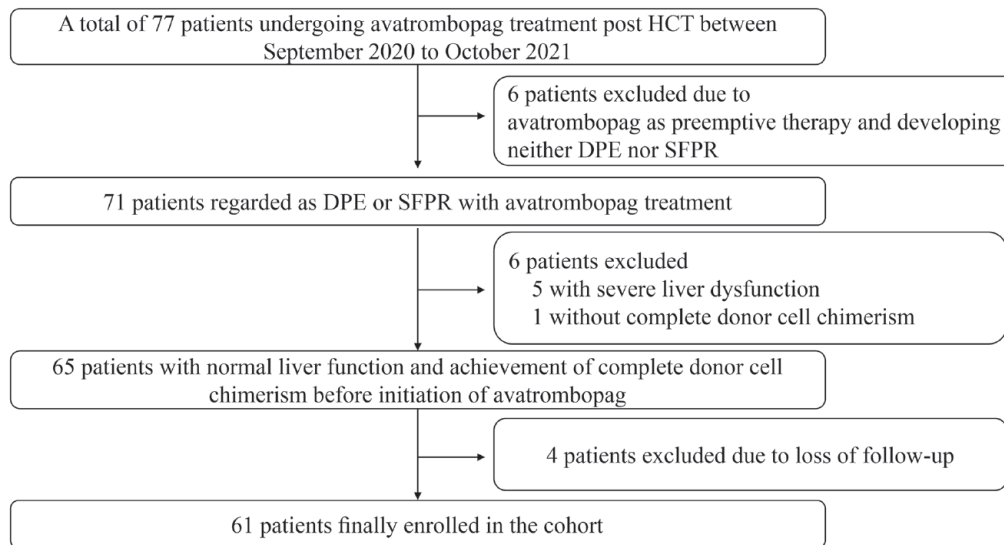 A total of 77 patients undergoing avatrombopag treatment post HCT between
September 2020 to October 2021
6 patients excluded due to
avatrombopag as preemptive therapy and developing
neither DPE nor SFPR
71 patients regarded as DPE or SFPR with avatrombopag treatment
6 patients excluded
5 with severe liver dysfunction
1 without complete donor cell chimerism
65 patients with normal liver function and achievement of complete donor cell
chimerism before initiation of avatrombopag
4 patients excluded due to loss of follow-up
61 patients finally enrolled in the cohort